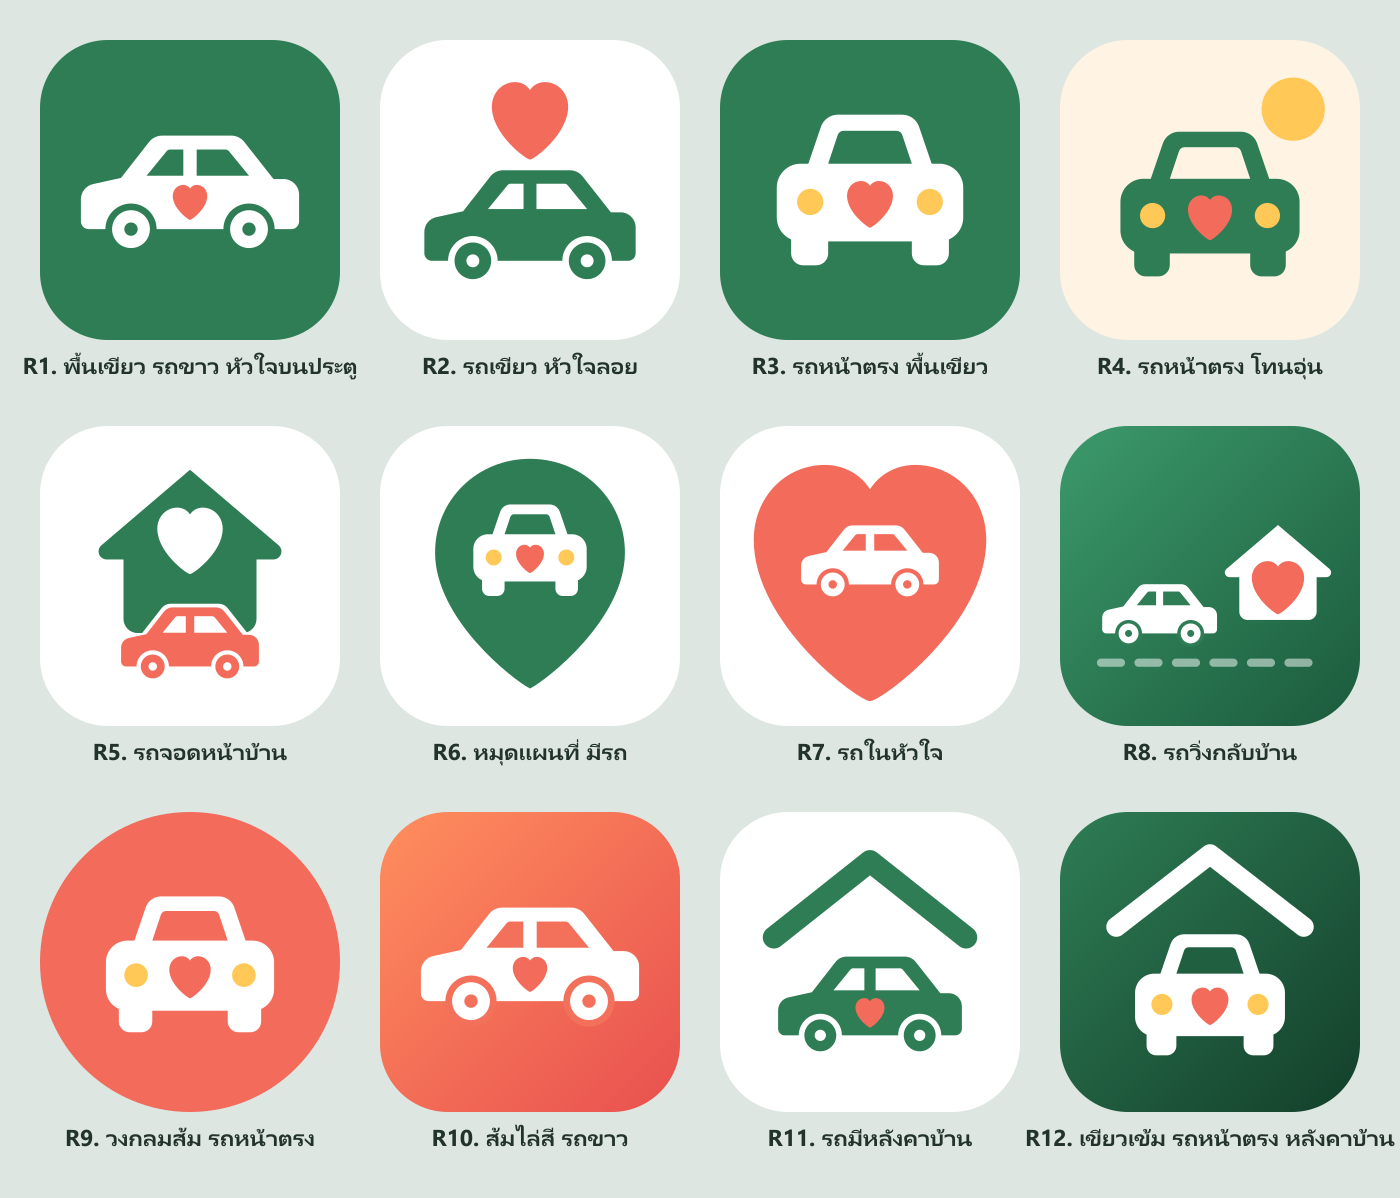 R1. พื้นเขียว รถขาว หัวใจบนประตู
R2. รถเขียว หัวใจลอย
R3. รถหน้าตรง พื้นเขียว
R4. รถหน้าตรง โทนอุ่น
R5. รถจอดหน้าบ้าน
R6. หมุดแผนที่ มีรถ
R7. รถในหัวใจ
R8. รถวิ่งกลับบ้าน
R9. วงกลมส้ม รถหน้าตรง
R10. ส้มไล่สี รถขาว
R11. รถมีหลังคาบ้าน
R12. เขียวเข้ม รถหน้าตรง หลังคาบ้าน